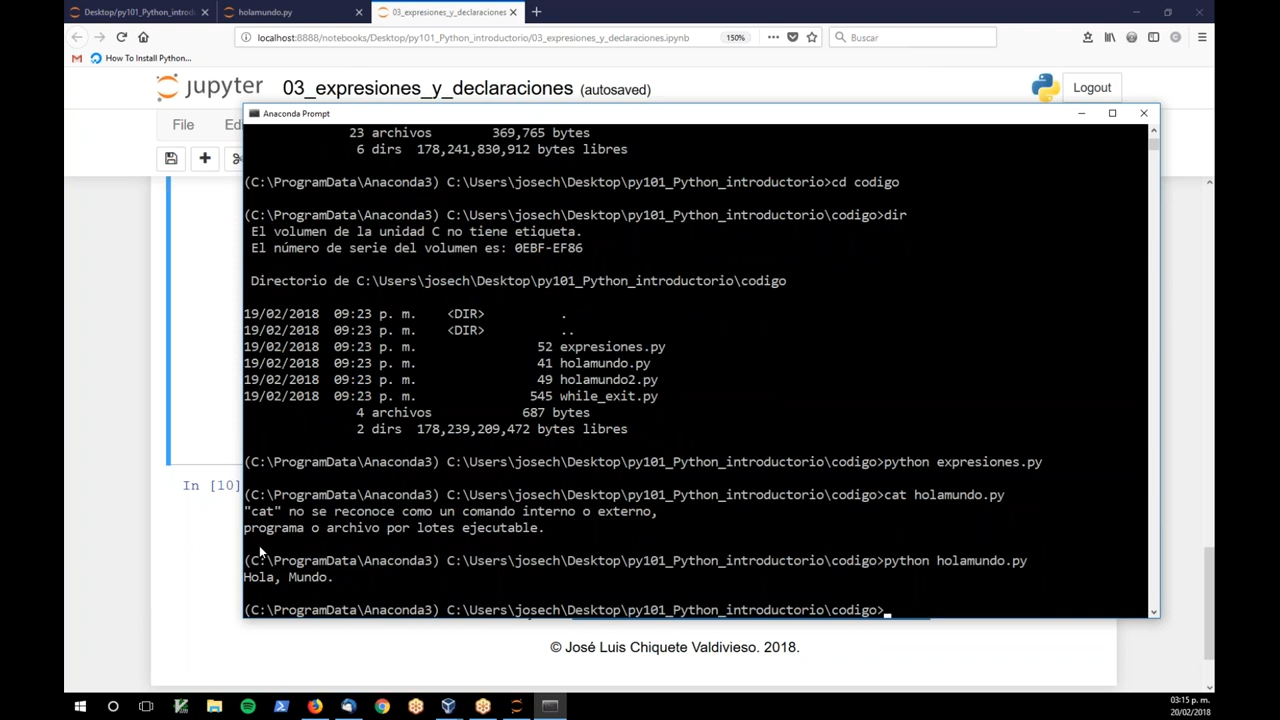 Desktop/py101_Python_introd
holamundo.py
03_expresiones_y_declaraciones
localhost:8888/notebooks/Desktop/py101_Python_introductorio/03_expresiones_y_declaraciones.ipynb
150%
Buscar
How To Install Python...
jupyter
03_expresiones_y_declaraciones (autosaved)
Logout
File
Ed
Anaconda Prompt
23 archivos 369,765 bytes
6 dirs 178,241,830,912 bytes libres
(C:\ProgramData\Anaconda3) C:\Users\josech\Desktop\py101_Python_introductorio>cd codigo
(C:\ProgramData\Anaconda3) C:\Users\josech\Desktop\py101_Python_introductorio\codigo>dir
El volumen de la unidad C no tiene etiqueta.
El número de serie del volumen es: 0EBF-EF86
Directorio de C:\Users\josech\Desktop\py101_Python_introductorio\codigo
19/02/2018 09:23 p. m. <DIR> .
19/02/2018 09:23 p. m. <DIR> ..
19/02/2018 09:23 p. m. 52 expresiones.py
19/02/2018 09:23 p. m. 41 holamundo.py
19/02/2018 09:23 p. m. 49 holamundo2.py
19/02/2018 09:23 p. m. 545 while_exit.py
4 archivos 687 bytes
2 dirs 178,239,209,472 bytes libres
(C:\ProgramData\Anaconda3) C:\Users\josech\Desktop\py101_Python_introductorio\codigo>python expresiones.py
In [10]
(C:\ProgramData\Anaconda3) C:\Users\josech\Desktop\py101_Python_introductorio\codigo>cat holamundo.py
"cat" no se reconoce como un comando interno o externo,
programa o archivo por lotes ejecutable.
(C:\ProgramData\Anaconda3) C:\Users\josech\Desktop\py101_Python_introductorio\codigo>python holamundo.py
Hola, Mundo.
(C:\ProgramData\Anaconda3) C:\Users\josech\Desktop\py101_Python_introductorio\codigo>
© José Luis Chiquete Valdivieso. 2018.
03:15 p. m.
20/02/2018